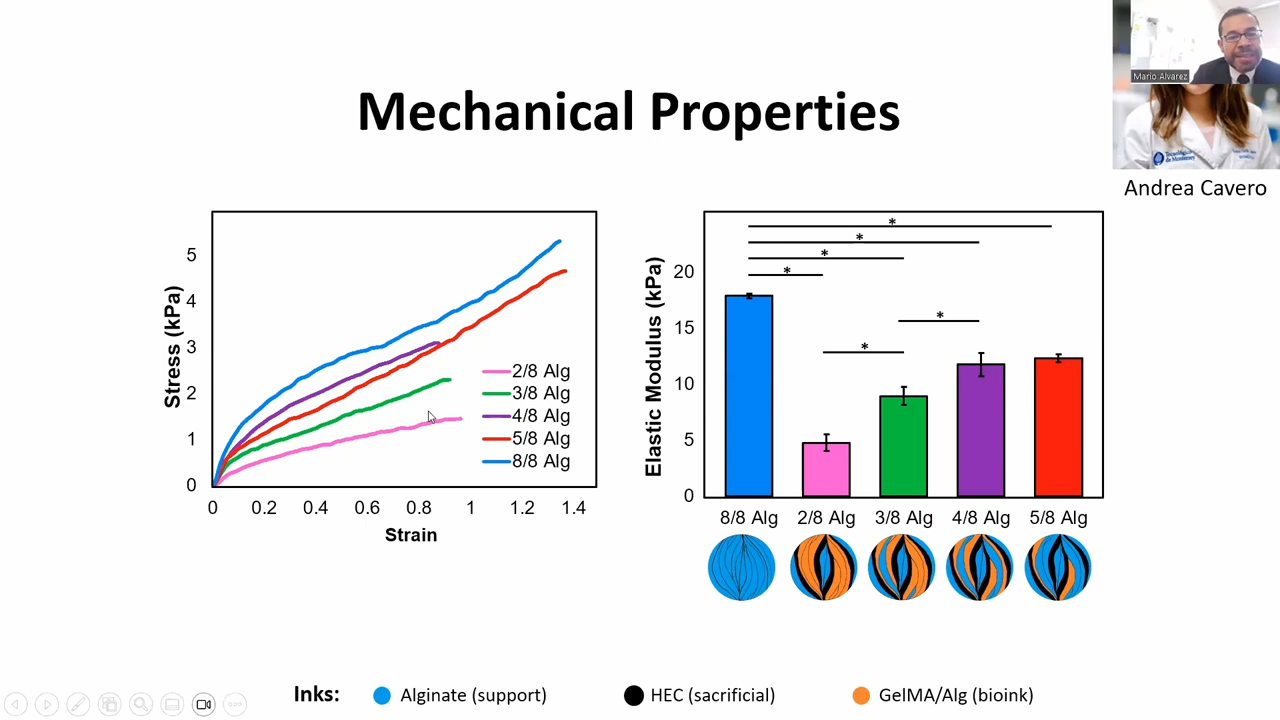 Mario Alvarez
Mechanical Properties
Tecnológico
de Monterrey
Andrea Cavero
Stress (kPa)
5
4
3
2
1
0
0 0.2 0.4 0.6 0.8 1 1.2 1.4
Strain
2/8 Alg
3/8 Alg
4/8 Alg
5/8 Alg
8/8 Alg
Elastic Modulus (kPa)
20
15
10
5
0
*
*
*
*
*
*
8/8 Alg 2/8 Alg 3/8 Alg 4/8 Alg 5/8 Alg
Inks: Alginate (support) HEC (sacrificial) GelMA/Alg (bioink)